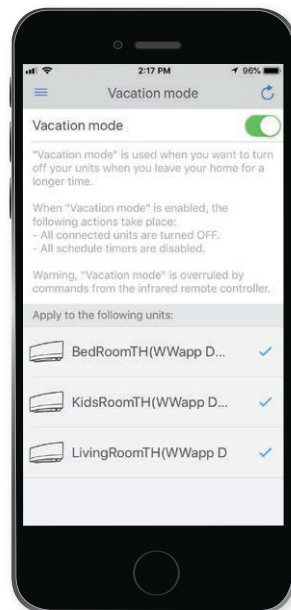 2:17 PM
96%
Vacation mode
Vacation mode
"Vacation mode" is used when you want to turn
off your units when you leave your home for a
longer time.
When "Vacation mode" is enabled, the
following actions take place:
- All connected units are turned OFF.
- All schedule timers are disabled.
Warning, "Vacation mode" is overruled by
commands from the infrared remote controller.
Apply to the following units:
BedRoomTH(WWapp D...
KidsRoomTH(WWapp D...
LivingRoomTH(WWapp D